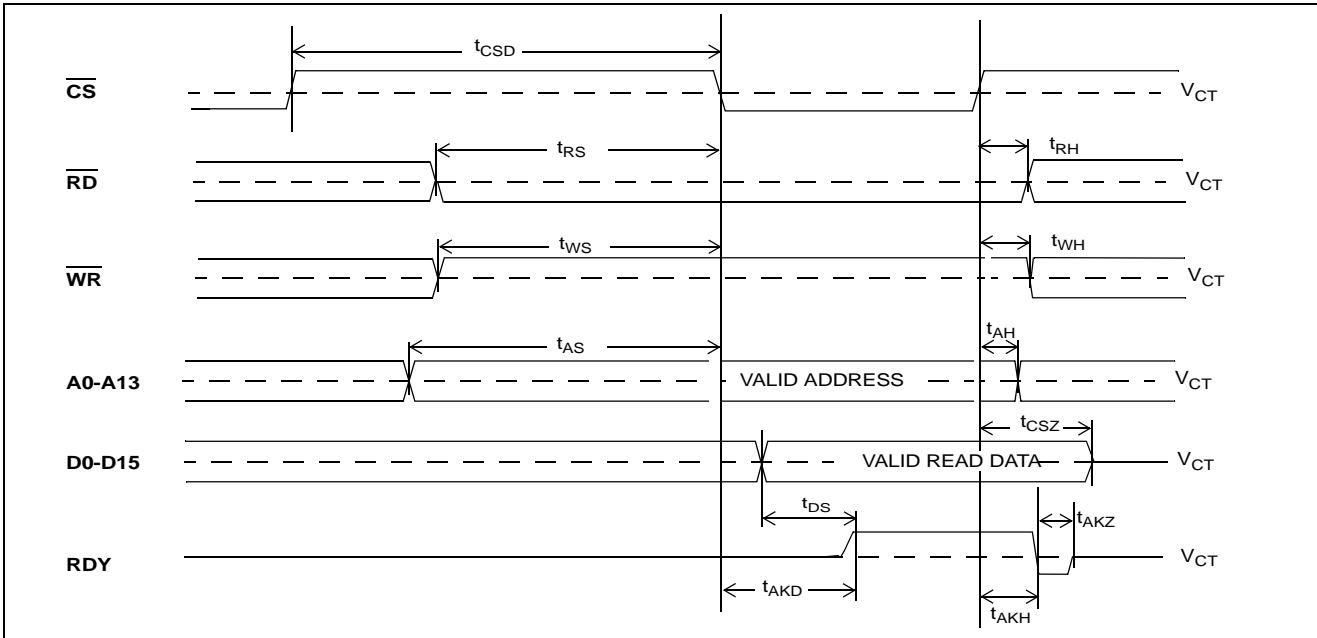 tCSD
CS VCT
tRS tRH
RD VCT
tWS tWH
WR VCT
tAS tAH
A0-A13 VALID ADDRESS VCT
tCSZ
D0-D15 VALID READ DATA VCT
tDS tAKZ
RDY VCT
tAKD tAKH